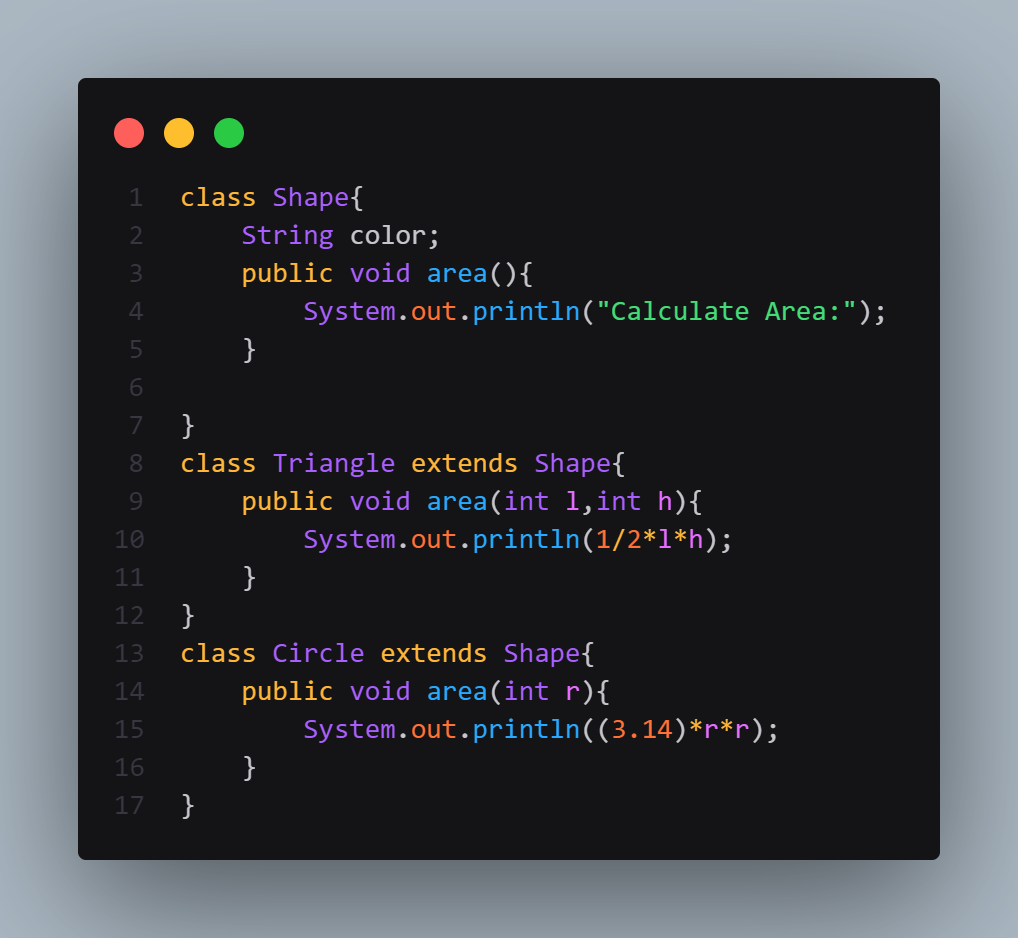 1 class Shape{
2     String color;
3     public void area(){
4         System.out.println("Calculate Area:");
5     }
6
7 }
8 class Triangle extends Shape{
9     public void area(int l,int h){
10         System.out.println(1/2*l*h);
11     }
12 }
13 class Circle extends Shape{
14     public void area(int r){
15         System.out.println((3.14)*r*r);
16     }
17 }